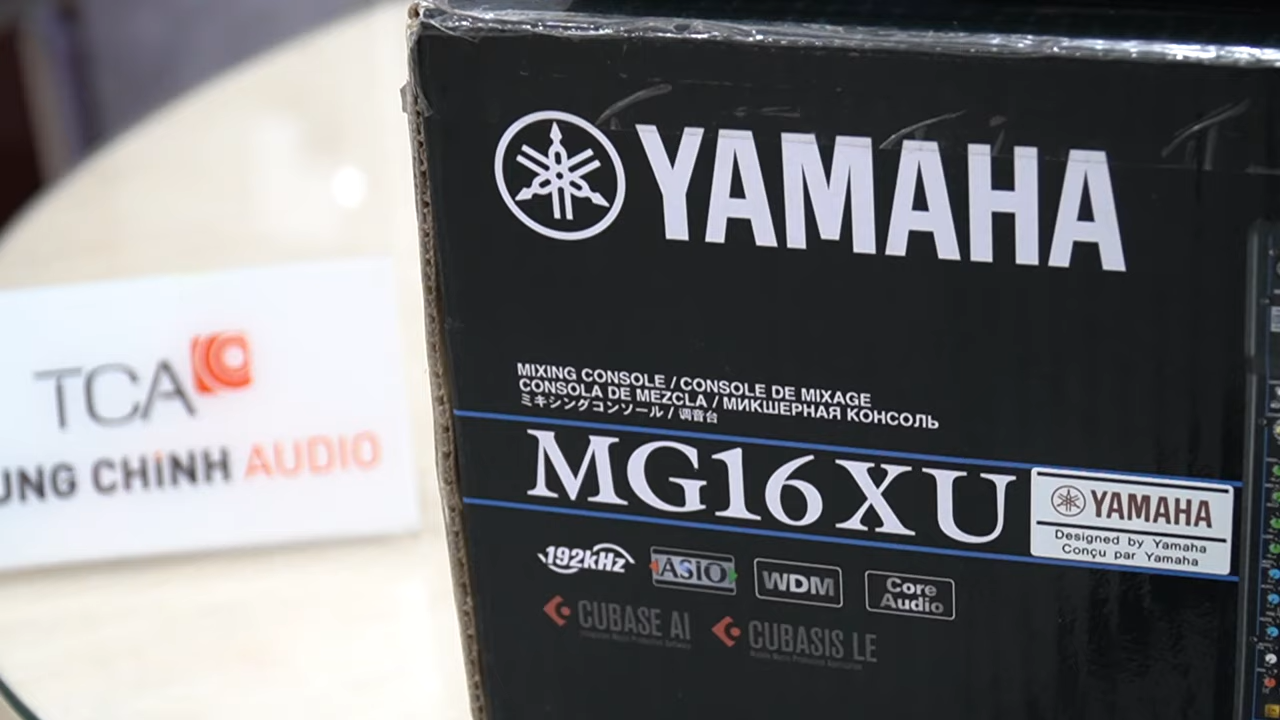 TCA
UNG CHÍNH AUDIO
YAMAHA
MIXING CONSOLE / CONSOLE DE MIXAGE
CONSOLA DE MEZCLA / МИКШЕРНАЯ КОНСОЛЬ
ミキシングコンソール / 调音台
MG16XU
YAMAHA
Designed by Yamaha
Conçu par Yamaha
192kHz
ASIO
WDM
Core
Audio
CUBASE AI
CUBASIS LE